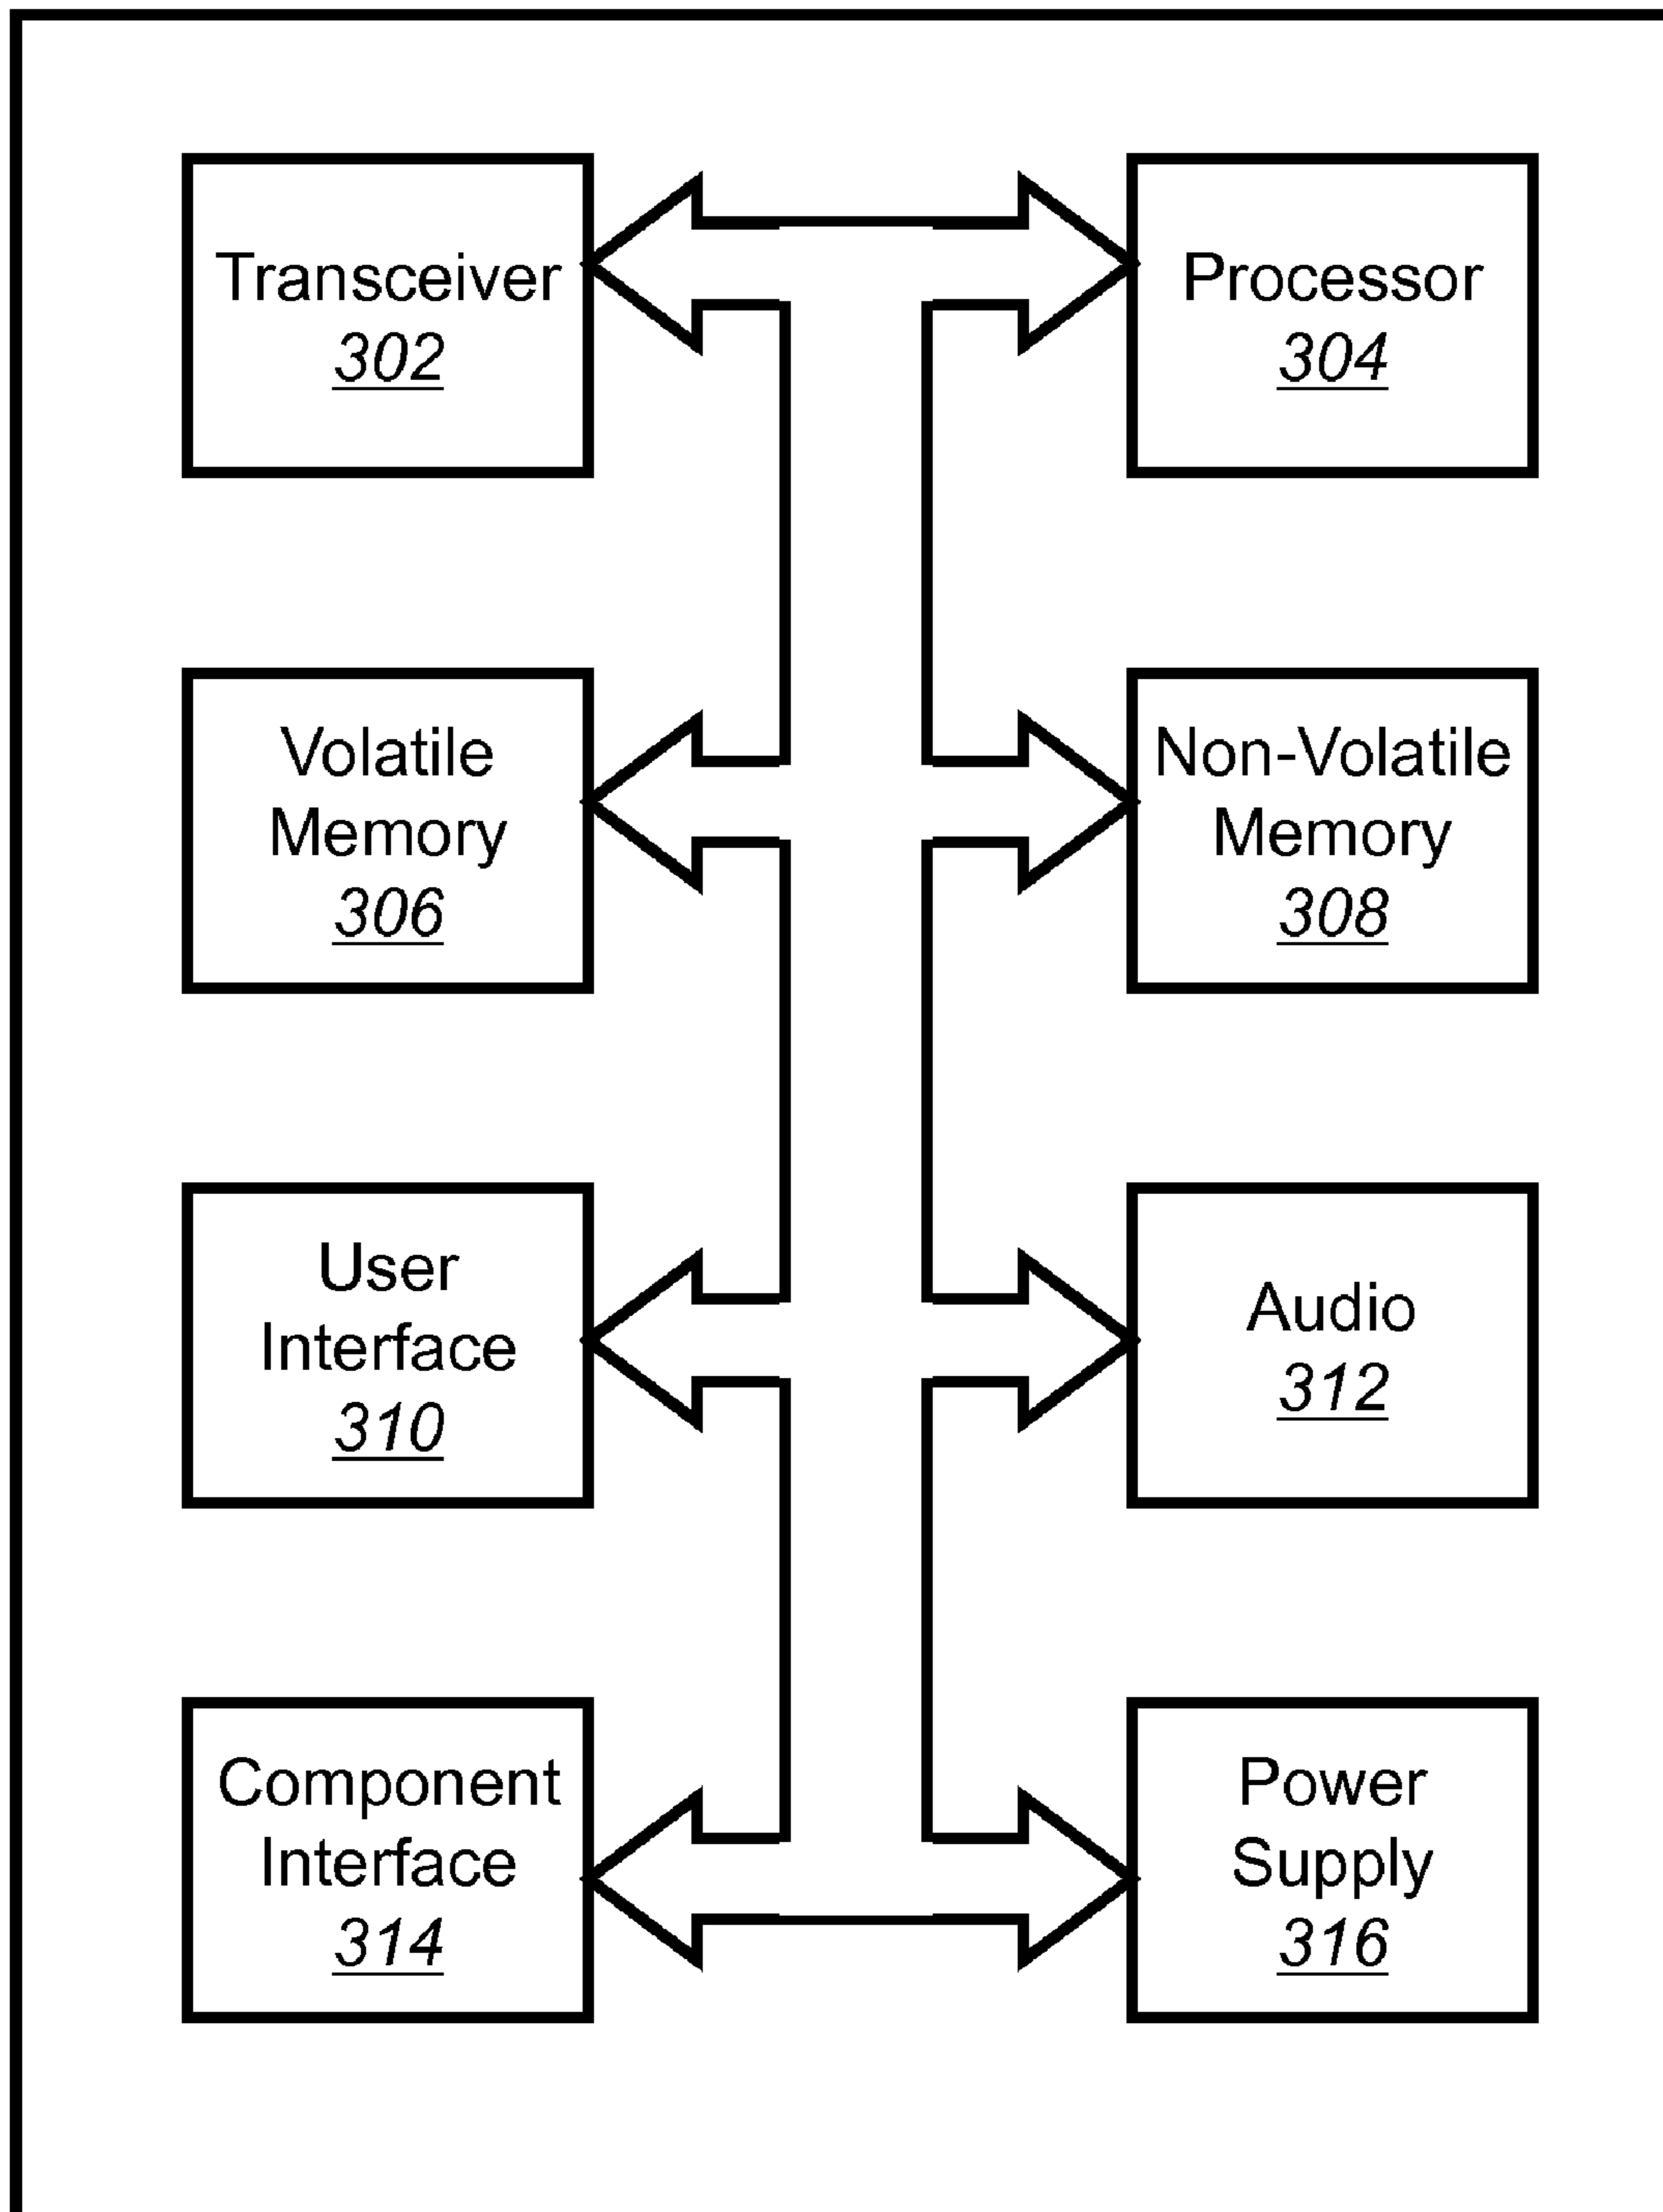 Transceiver
302
Processor
304
Volatile
Memory
306
Non-Volatile
Memory
308
User
Interface
310
Audio
312
Component
Interface
314
Power
Supply
316